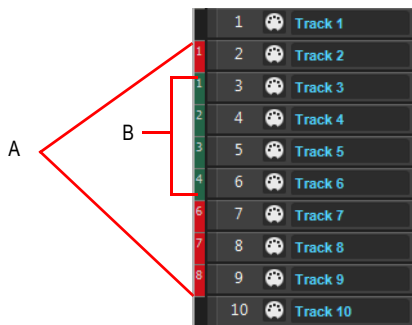 1 Track 1
1 2 Track 2
1 3 Track 3
B
2 4 Track 4
A
3 5 Track 5
4 6 Track 6
6 7 Track 7
7 8 Track 8
8 9 Track 9
10 Track 10